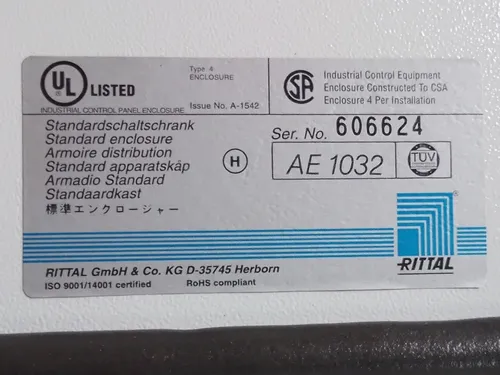 UL
LISTED
Type 4
ENCLOSURE
INDUSTRIAL CONTROL PANEL ENCLOSURE
Issue No. A-1542
SA
Industrial Control Equipment
Enclosure Constructed To CSA
Enclosure 4 Per Installation
Standardschaltschrank
Standard enclosure
Armoire distribution
Standard apparatskåp
Armadio Standard
Standaardkast
標準エンクロージャー
H
Ser. No. 606624
AE 1032
TÜV
RITTAL
RITTAL GmbH & Co. KG D-35745 Herborn
ISO 9001/14001 certified
RoHS compliant